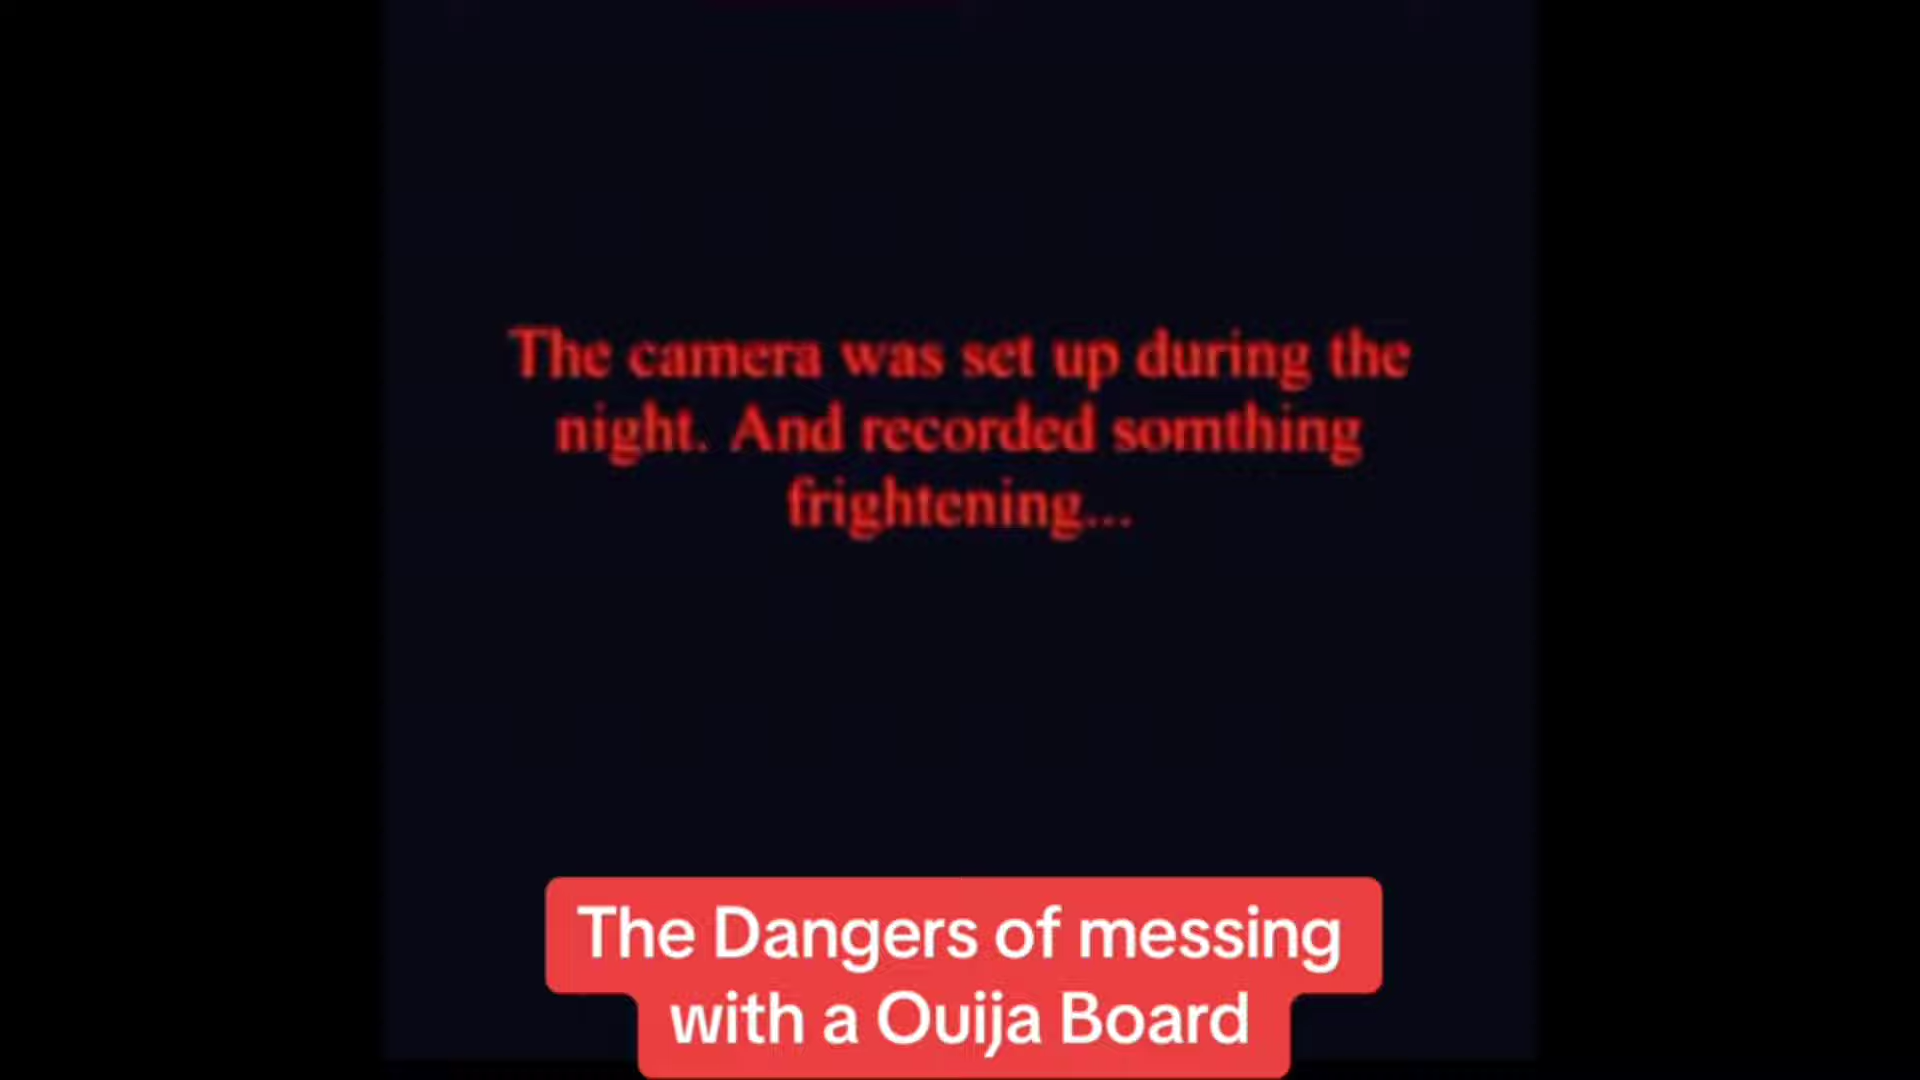 The camera was set up during the
night. And recorded somthing
frightening...
The Dangers of messing
with a Ouija Board